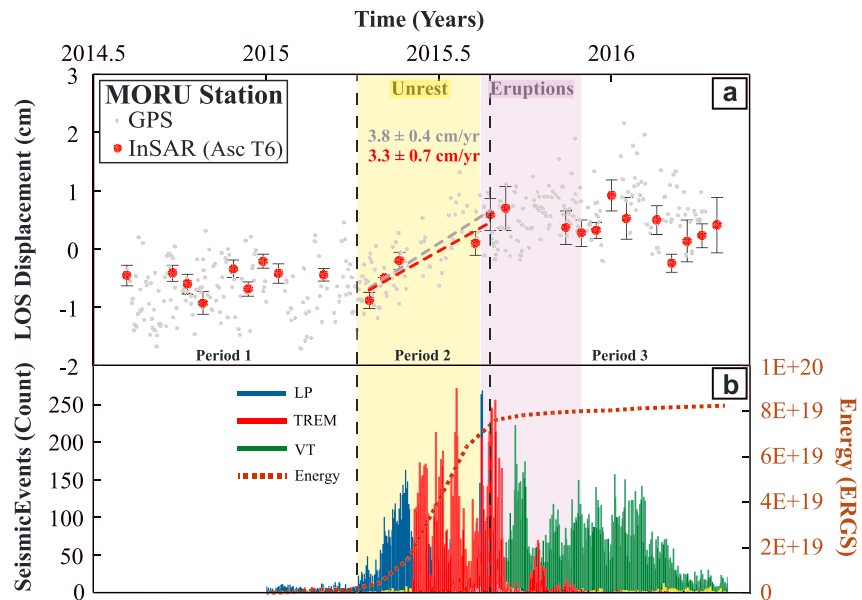 Time (Years)
2014.5 2015 2015.5 2016
3
2
1
0
-1
-2
LOS Displacement (cm)
MORU Station
GPS
InSAR (Asc T6)
Unrest
Eruptions
a
3.8 ± 0.4 cm/yr
3.3 ± 0.7 cm/yr
Period 1 Period 2 Period 3
b
SeismicEvents (Count)
250
200
150
100
50
0
LP
TREM
VT
Energy
1E+20
8E+19
6E+19
4E+19
2E+19
0
Energy (ERGS)